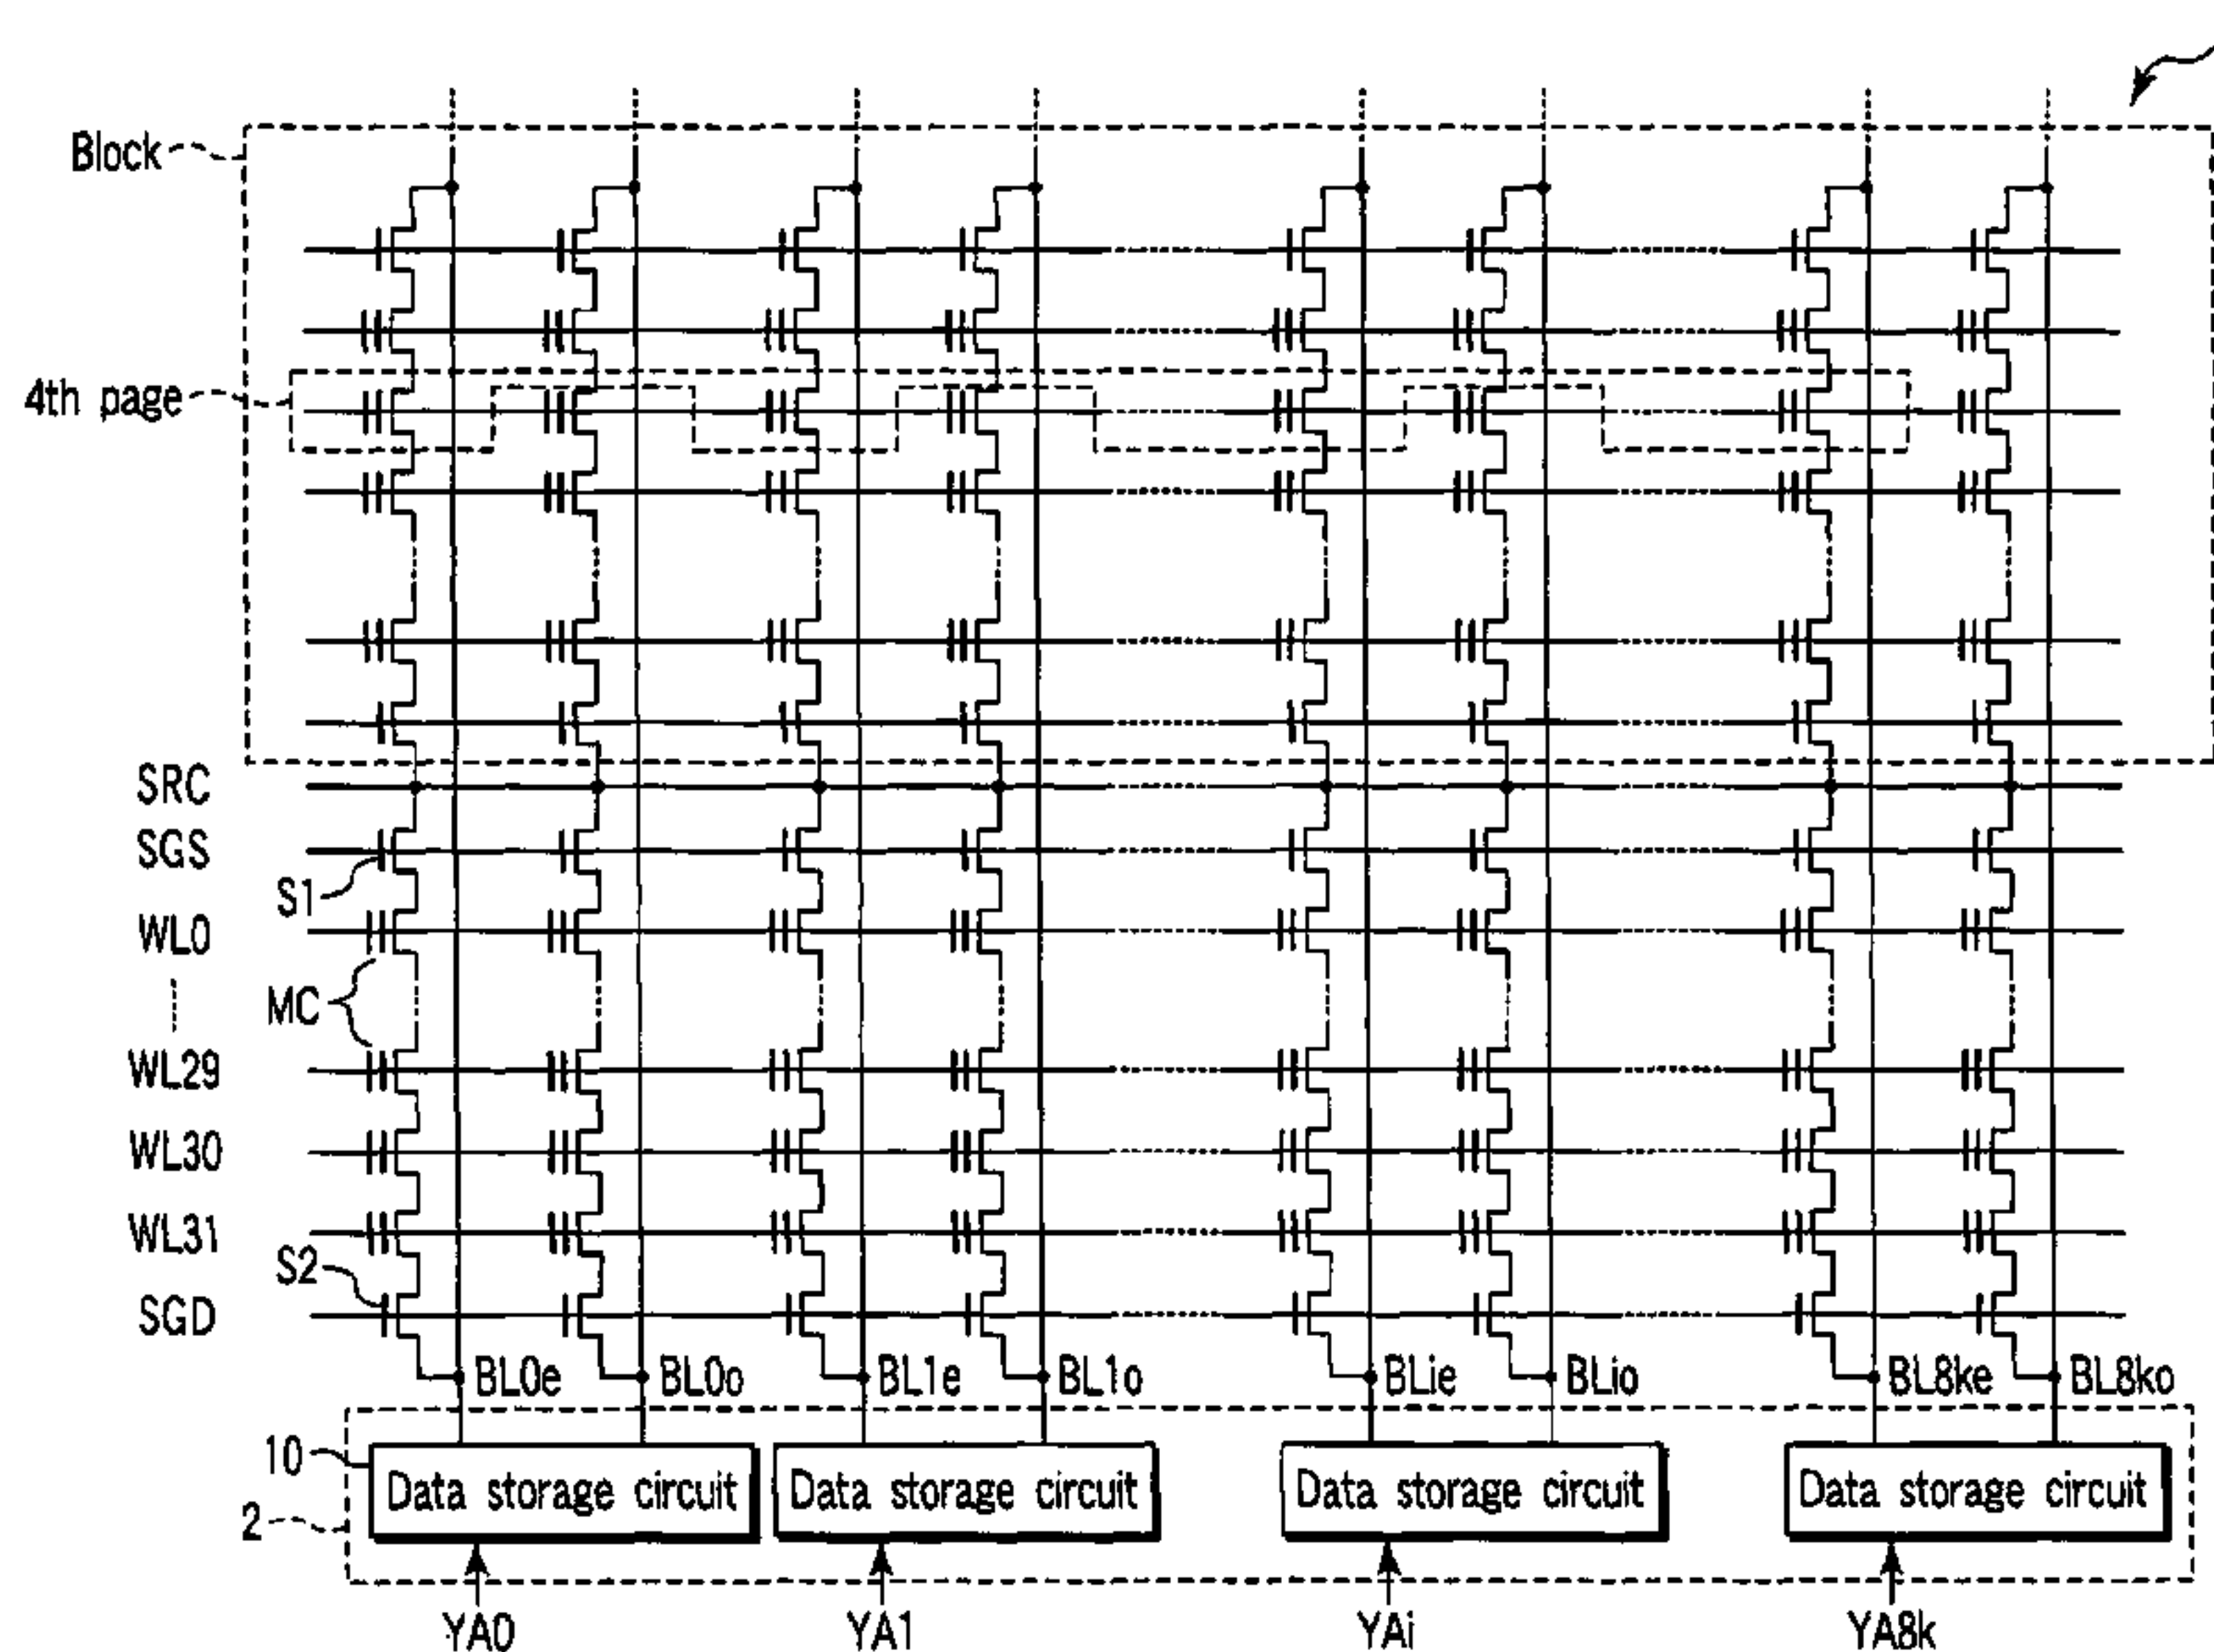 Block
4th page
SRC
SGS
S1
WL0
MC
WL29
WL30
WL31
S2
SGD
BL0e BL0o BL1e BL1o BLie BLio BL8ke BL8ko
10
Data storage circuit Data storage circuit Data storage circuit Data storage circuit
2
YA0 YA1 YAi YA8k